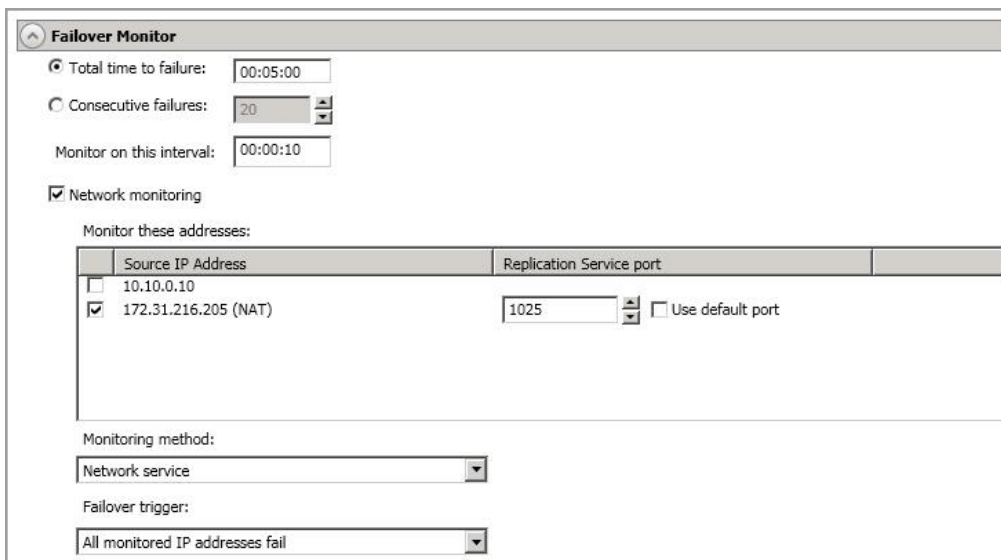 Failover Monitor
Total time to failure: 00:05:00
Consecutive failures: 20
Monitor on this interval: 00:00:10
Network monitoring
Monitor these addresses:
Source IP Address Replication Service port
10.10.0.10
172.31.216.205 (NAT) 1025 Use default port
Monitoring method:
Network service
Failover trigger:
All monitored IP addresses fail